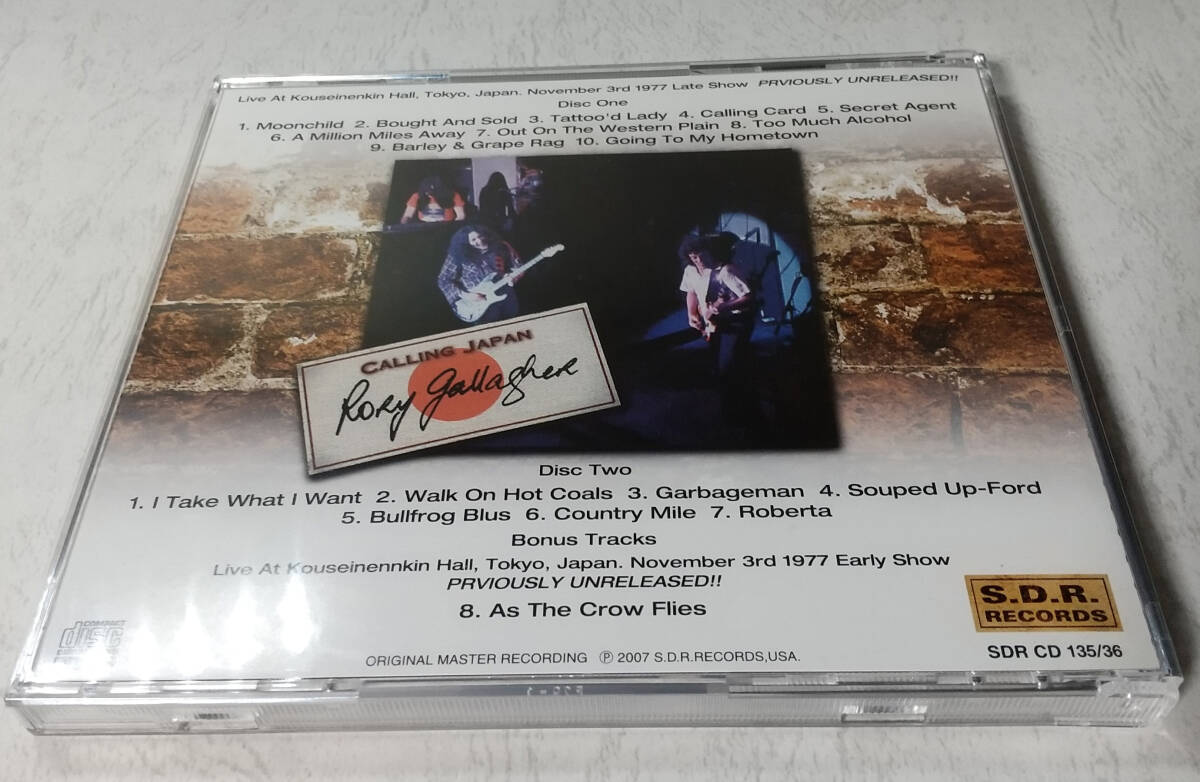 Live At Kouseinenkin Hall, Tokyo, Japan. November 3rd 1977 Late Show PRVIOUSLY UNRELEASED!!
Disc One
1. Moonchild 2. Bought And Sold 3. Tattoo'd Lady 4. Calling Card 5. Secret Agent
6. A Million Miles Away 7. Out On The Western Plain 8. Too Much Alcohol
9. Barley & Grape Rag 10. Going To My Hometown
CALLING JAPAN
Rory Gallagher
Disc Two
1. I Take What I Want 2. Walk On Hot Coals 3. Garbageman 4. Souped Up-Ford
5. Bullfrog Blus 6. Country Mile 7. Roberta
Bonus Tracks
Live At Kouseinennkin Hall, Tokyo, Japan. November 3rd 1977 Early Show
PRVIOUSLY UNRELEASED!!
8. As The Crow Flies
S.D.R.
RECORDS
COMPACT
disc
ORIGINAL MASTER RECORDING ℗ 2007 S.D.R.RECORDS,USA.
SDR CD 135/36